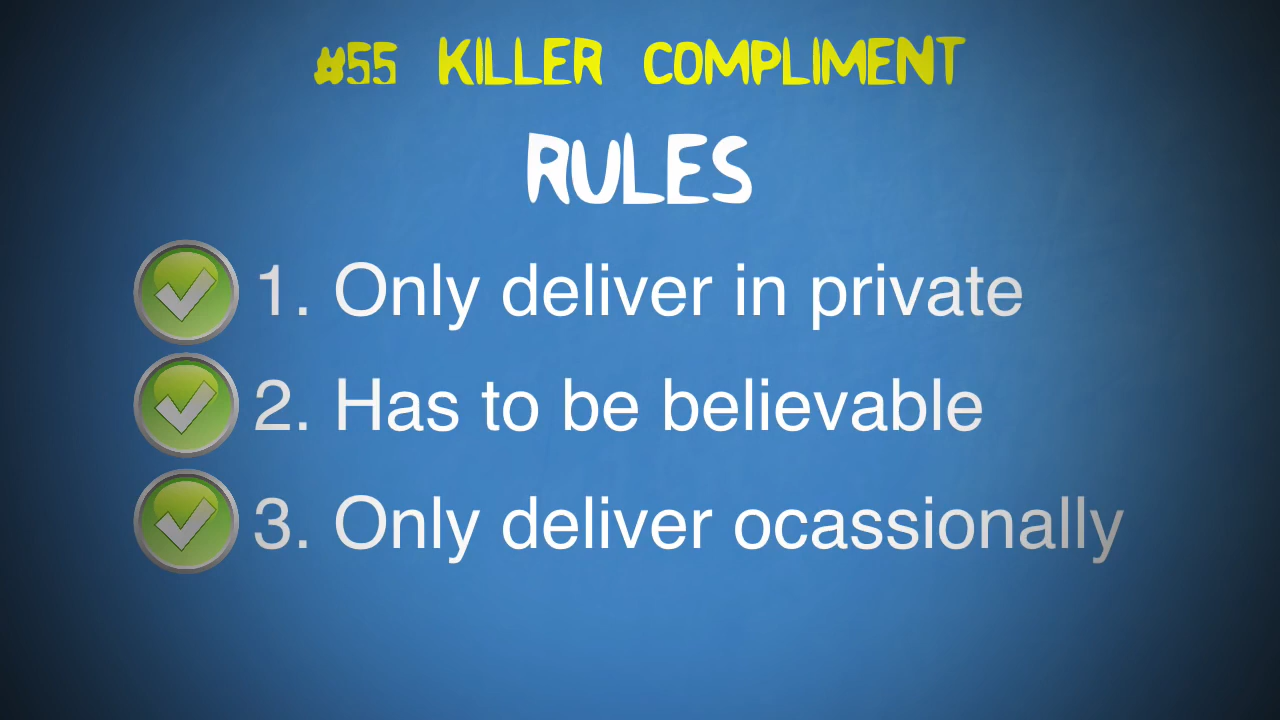 #55 KILLER COMPLIMENT
RULES
1. Only deliver in private
2. Has to be believable
3. Only deliver ocassionally